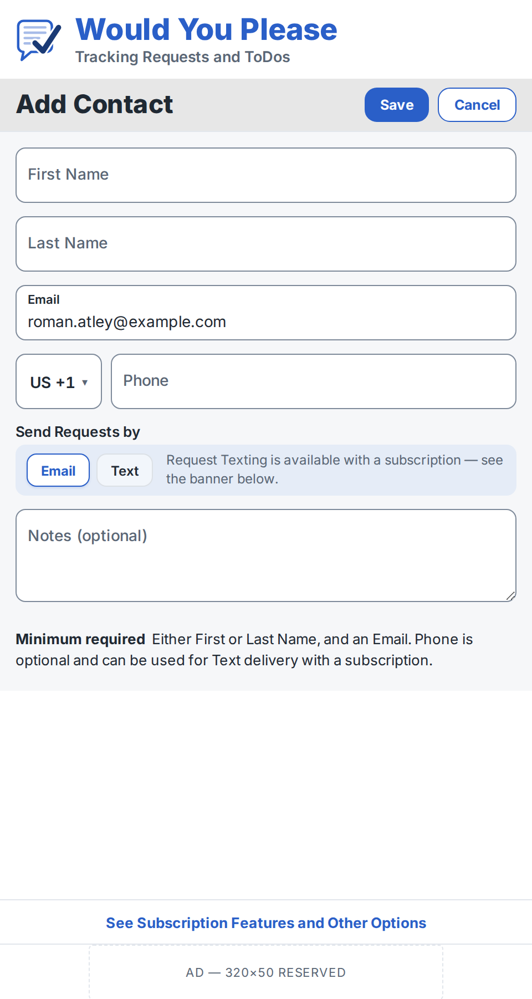 Would You Please
Tracking Requests and ToDos
Add Contact
Save
Cancel
First Name
Last Name
Email
roman.atley@example.com
US +1 ▾
Phone
Send Requests by
Email
Text
Request Texting is available with a subscription — see
the banner below.
Notes (optional)
Minimum required Either First or Last Name, and an Email. Phone is
optional and can be used for Text delivery with a subscription.
See Subscription Features and Other Options
AD — 320×50 RESERVED